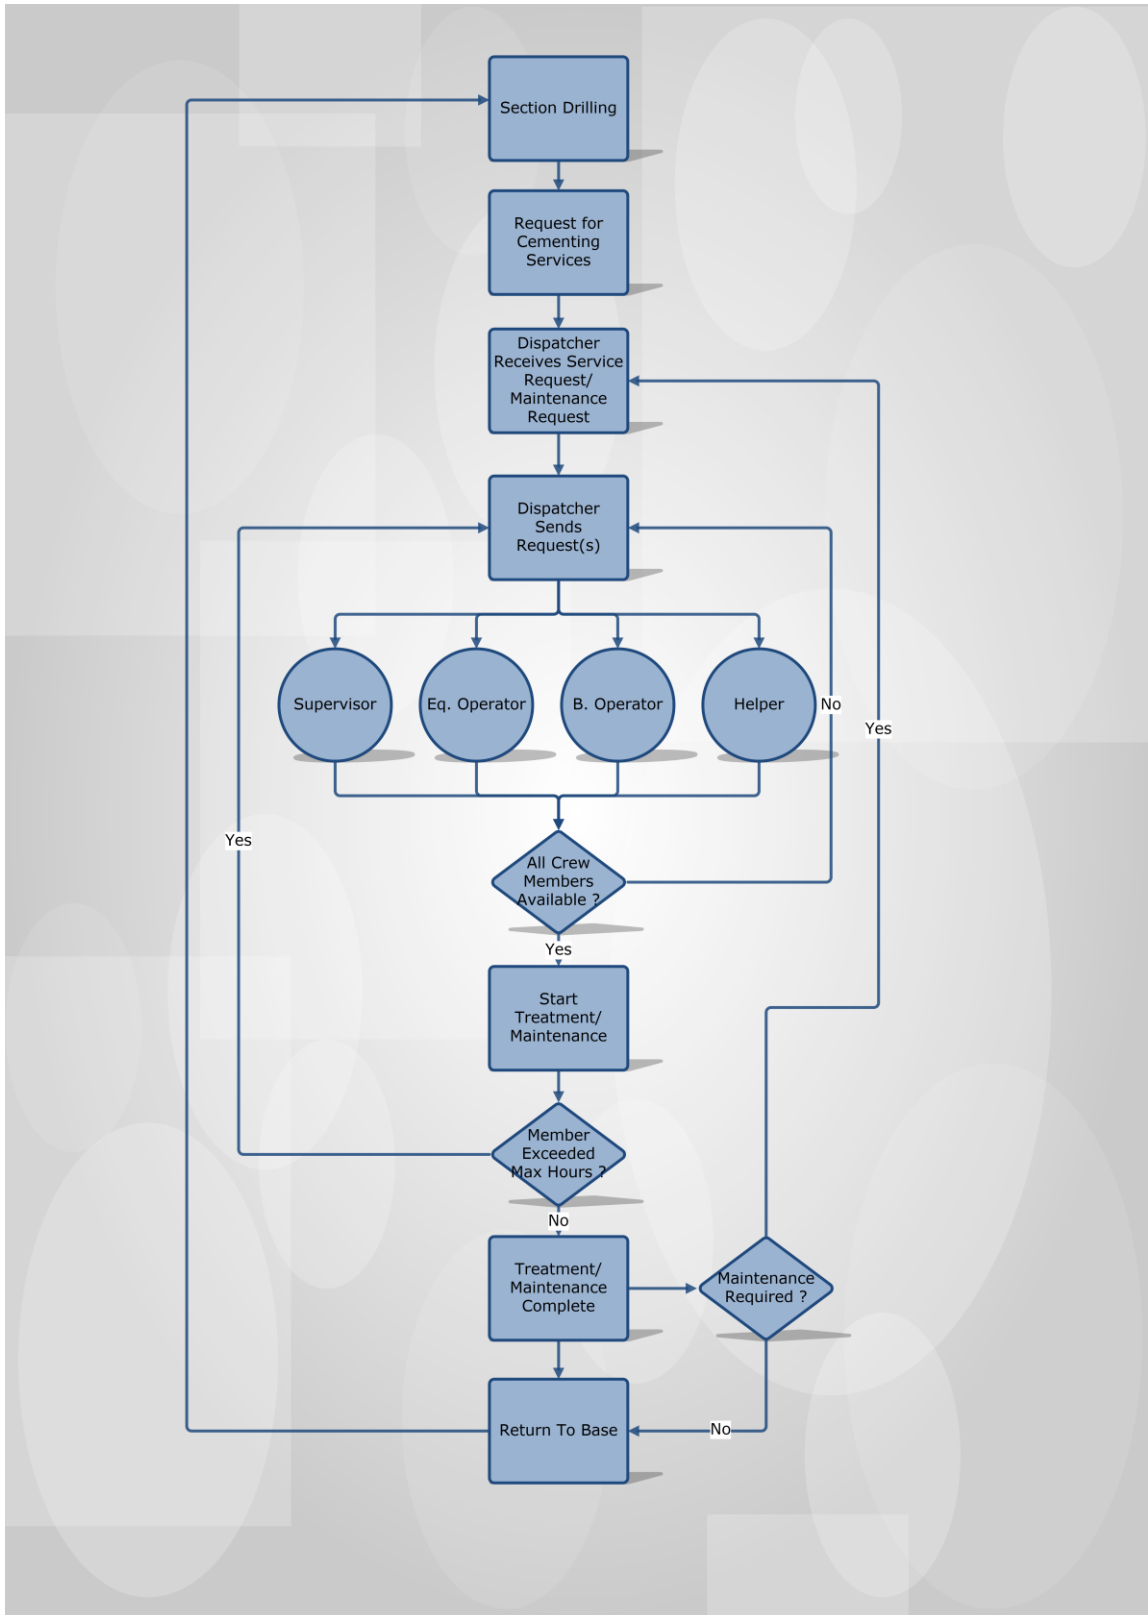 Section Drilling
Request for
Cementing
Services
Dispatcher
Receives Service
Request/
Maintenance
Request
Dispatcher
Sends
Request(s)
Supervisor
Eq. Operator
B. Operator
Helper
No
Yes
Yes
All Crew
Members
Available ?
Yes
Start
Treatment/
Maintenance
Member
Exceeded
Max Hours ?
No
Treatment/
Maintenance
Complete
Maintenance
Required ?
Return To Base
No